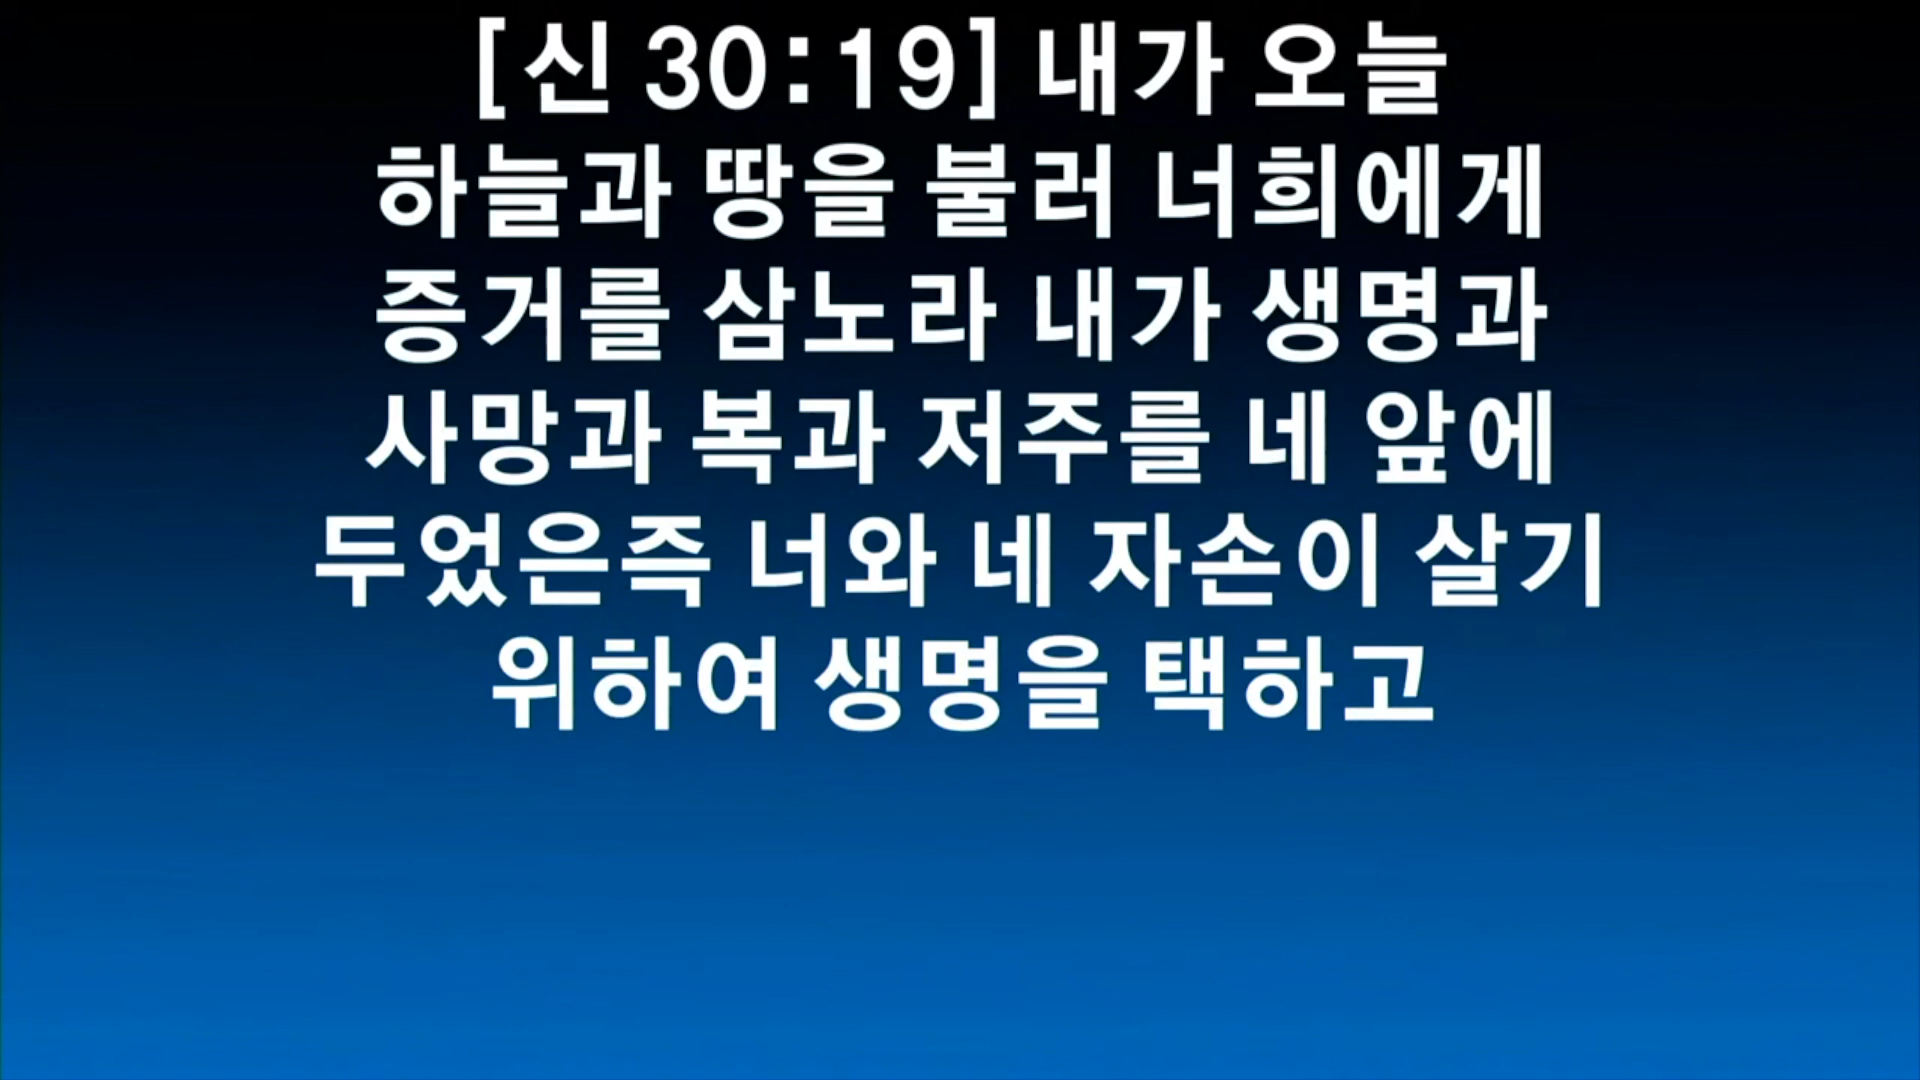 [신 30:19] 내가 오늘
하늘과 땅을 불러 너희에게
증거를 삼노라 내가 생명과
사망과 복과 저주를 네 앞에
두었은즉 너와 네 자손이 살기
위하여 생명을 택하고